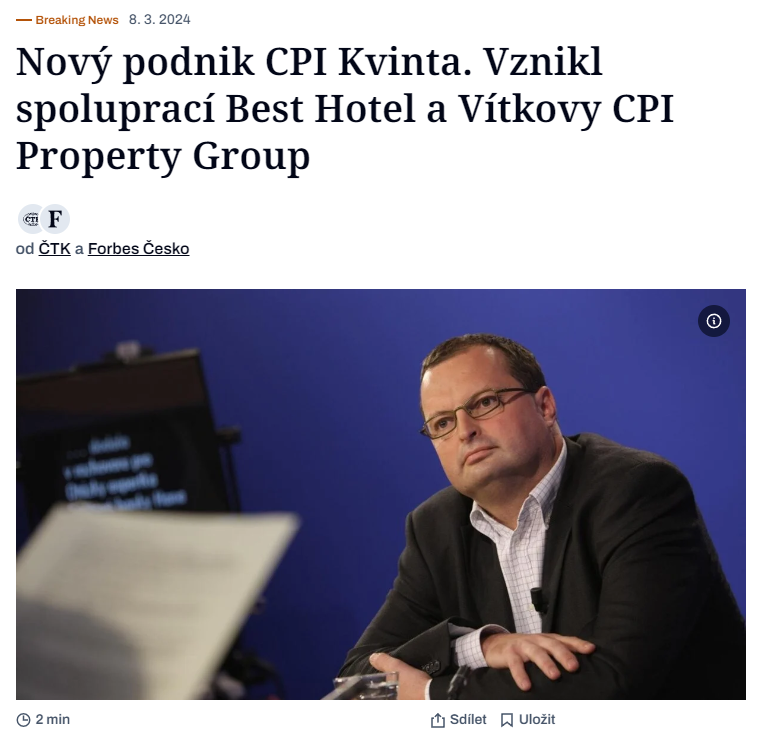 Breaking News 8. 3. 2024
Nový podnik CPI Kvinta. Vznikl
spoluprací Best Hotel a Vítkovy CPI
Property Group
ČTK F
od ČTK a Forbes Česko
2 min
Sdílet Uložit